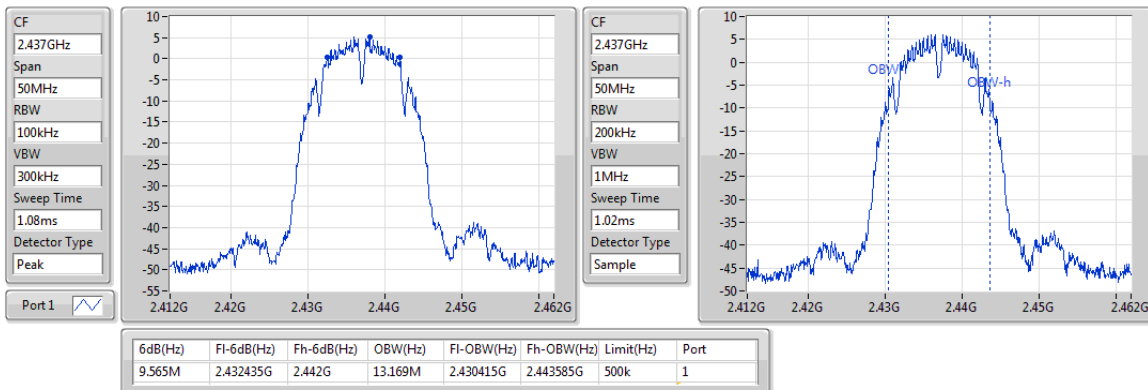 CF
2.437GHz
Span
50MHz
RBW
100kHz
VBW
300kHz
Sweep Time
1.08ms
Detector Type
Peak
Port 1
10
5
0
-5
-10
-15
-20
-25
-30
-35
-40
-45
-50
-55
2.412G 2.42G 2.43G 2.44G 2.45G 2.462G
CF
2.437GHz
Span
50MHz
RBW
200kHz
VBW
1MHz
Sweep Time
1.02ms
Detector Type
Sample
10
5
0
-5
-10
-15
-20
-25
-30
-35
-40
-45
-50
OBW
OBW-h
2.412G 2.42G 2.43G 2.44G 2.45G 2.462G
6dB(Hz) Fl-6dB(Hz) Fh-6dB(Hz) OBW(Hz) Fl-OBW(Hz) Fh-OBW(Hz) Limit(Hz) Port
9.565M 2.432435G 2.442G 13.169M 2.430415G 2.443585G 500k 1